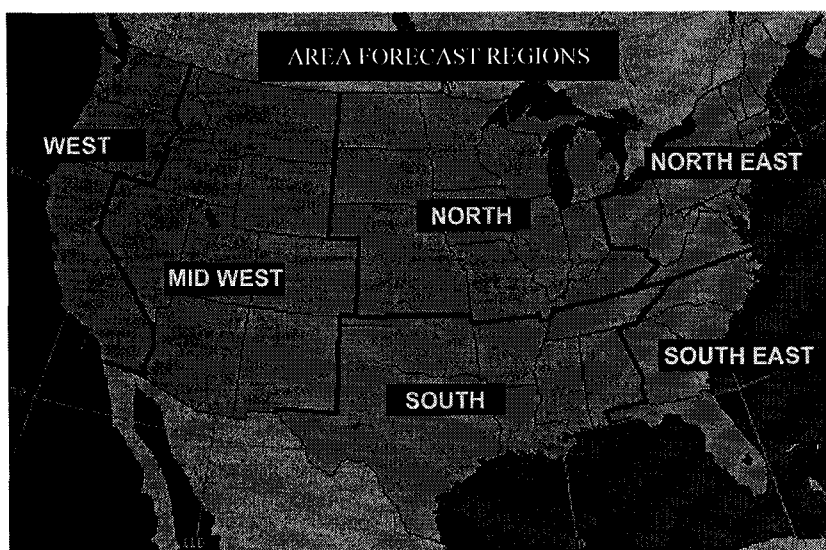 AREA FORECAST REGIONS
WEST
NORTH EAST
NORTH
MID WEST
SOUTH EAST
SOUTH